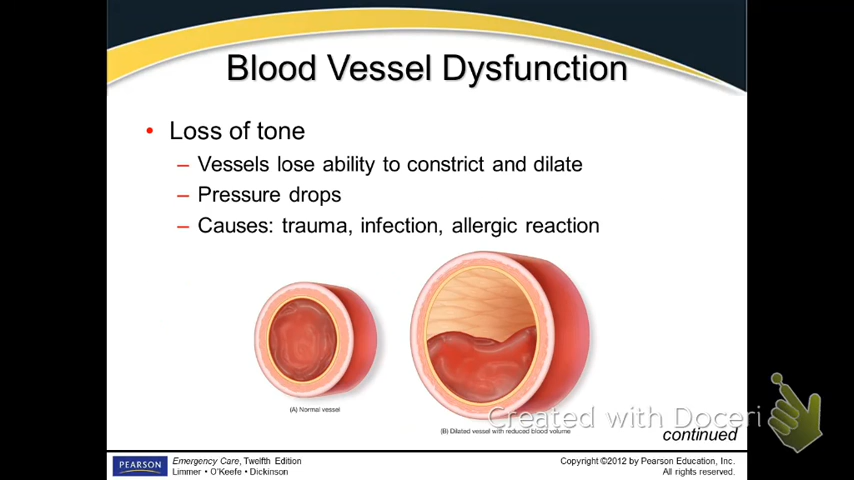 Blood Vessel Dysfunction
• Loss of tone
– Vessels lose ability to constrict and dilate
– Pressure drops
– Causes: trauma, infection, allergic reaction
(A) Normal vessel
(B) Dilated vessel with reduced blood volume
Created with Doceri
continued
PEARSON
Emergency Care, Twelfth Edition
Limmer • O'Keefe • Dickinson
Copyright ©2012 by Pearson Education, Inc.
All rights reserved.